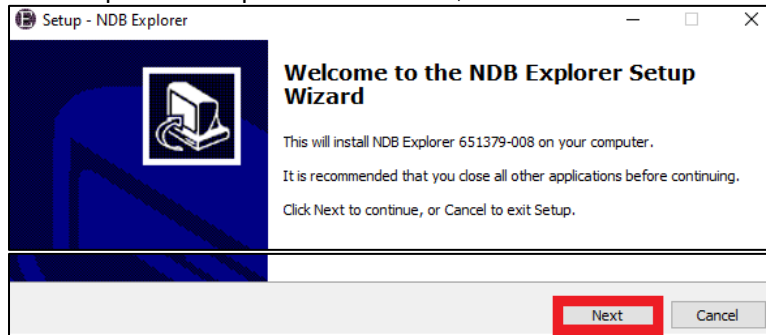 Setup - NDB Explorer
Welcome to the NDB Explorer Setup
Wizard
This will install NDB Explorer 651379-008 on your computer.
It is recommended that you close all other applications before continuing.
Click Next to continue, or Cancel to exit Setup.
Next Cancel